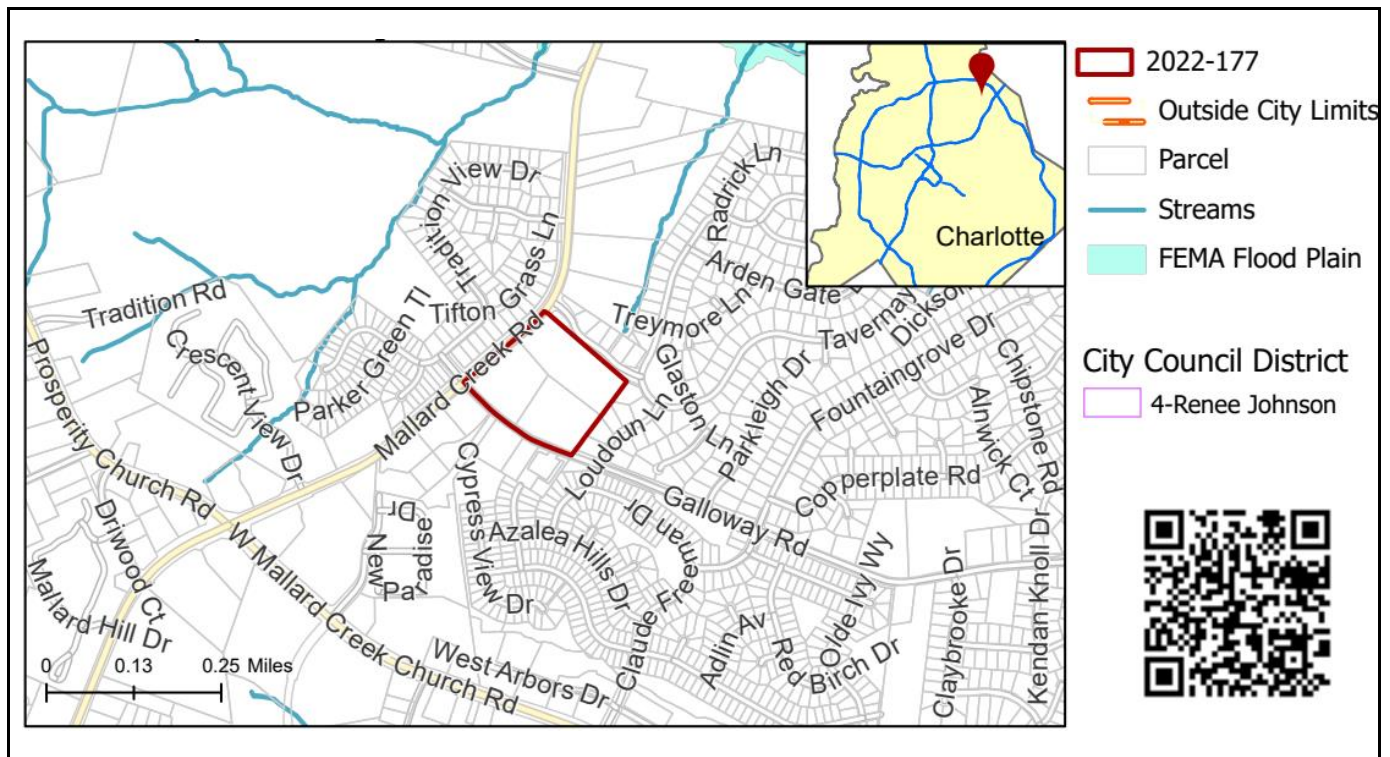 Radrick Ln
Tradition View Dr
Arden Gate
Grass Ln
Tifton
Treymore Ln
Tavernay
Dickson
Tradition Rd
Crescent View Dr
Parker Green Tl
Mallard Creek Rd
Glaston Ln
Parkleigh Dr
Fountaingrove Dr
Chipstone Rd
Alnwick Ct
Prosperity Church Rd
Loudoun Ln
Copperplate Rd
Galloway Rd
Cypress View Dr
Azalea Hills Dr
Claude Freeman Dr
Driwood Ct
New Paradise Dr
Mallard Hill Dr
W Mallard Creek Church Rd
West Arbors Dr
Adlin Av
Red Birch Dr
Olde Ivy Wy
Claybrooke Dr
Kendan Knoll Dr
0 0.13 0.25 Miles
Charlotte
2022-177
Outside City Limits
Parcel
Streams
FEMA Flood Plain
City Council District
4-Renee Johnson